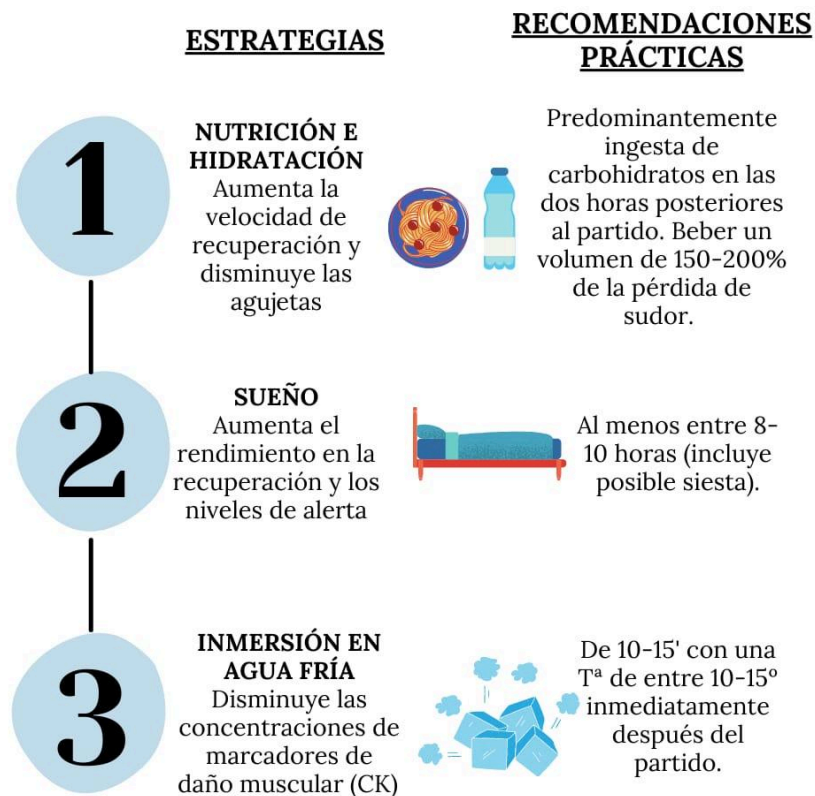 ESTRATEGIAS
RECOMENDACIONES
PRÁCTICAS
1
NUTRICIÓN E
HIDRATACIÓN
Aumenta la
velocidad de
recuperación y
disminuye las
agujetas
Predominantemente
ingesta de
carbohidratos en las
dos horas posteriores
al partido. Beber un
volumen de 150-200%
de la pérdida de
sudor.
2
SUEÑO
Aumenta el
rendimiento en la
recuperación y los
niveles de alerta
Al menos entre 8-
10 horas (incluye
posible siesta).
3
INMERSIÓN EN
AGUA FRÍA
Disminuye las
concentraciones de
marcadores de
daño muscular (CK)
De 10-15' con una
Tª de entre 10-15º
inmediatamente
después del
partido.